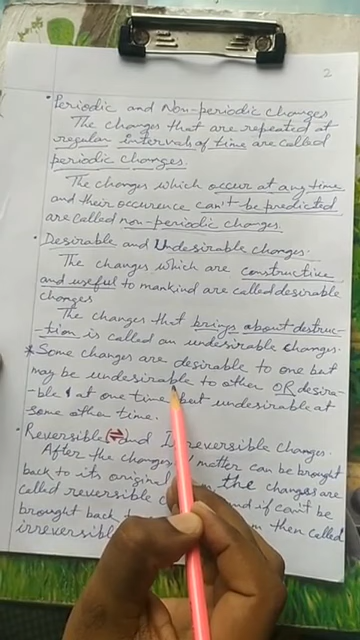 2
• Periodic and Non-periodic Changes
The changes that are repeated at
regular intervals of time are called
periodic changes.
The changes which occur at any time
and their occurence can't be predicted
are called non-periodic changes.
• Desirable and Undesirable changes.
The changes which are constructive
and useful to mankind are called desirable
changes
The changes that brings about destruc-
-tion is called an undesirable changes.
* Some changes are desirable to one but
may be undesirable to other OR desira-
-ble at one time but undesirable at
some other time.
• Reversible (⇌) and Irreversible Changes.
After the changes matter can be brought
back to its original the changes are
called reversible and if can't be
brought back then called
irreversible